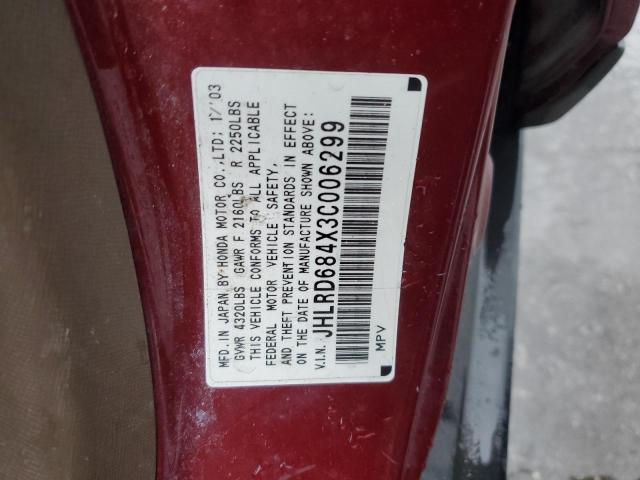 MFD.IN JAPAN BY HONDA MOTOR CO.,LTD: 1/'03
GVWR 4320LBS GAWR F 2160LBS R 2250LBS
THIS VEHICLE CONFORMS TO ALL APPLICABLE
FEDERAL MOTOR VEHICLE SAFETY,
AND THEFT PREVENTION STANDARDS IN EFFECT
ON THE DATE OF MANUFACTURE SHOWN ABOVE:
V.I.N. JHLRD684X3C006299
MPV